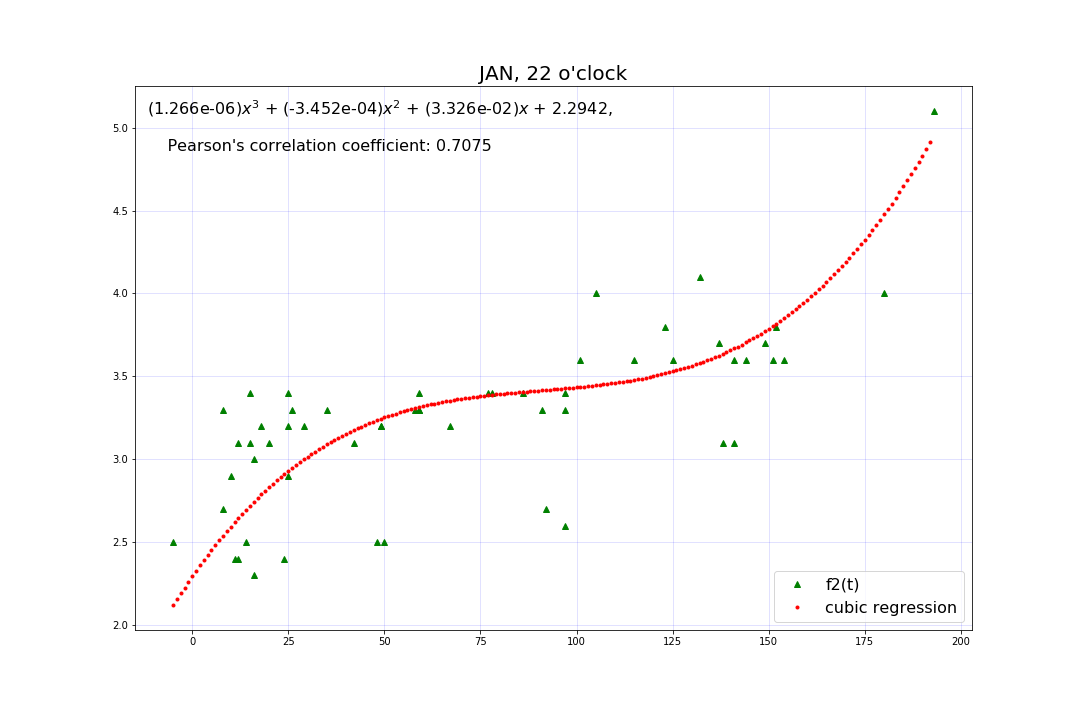 JAN, 22 o'clock
(1.266e-06)x³ + (-3.452e-04)x² + (3.326e-02)x + 2.2942,
Pearson's correlation coefficient: 0.7075
5.0
4.5
4.0
3.5
3.0
2.5
2.0
f2(t)
cubic regression
0 25 50 75 100 125 150 175 200